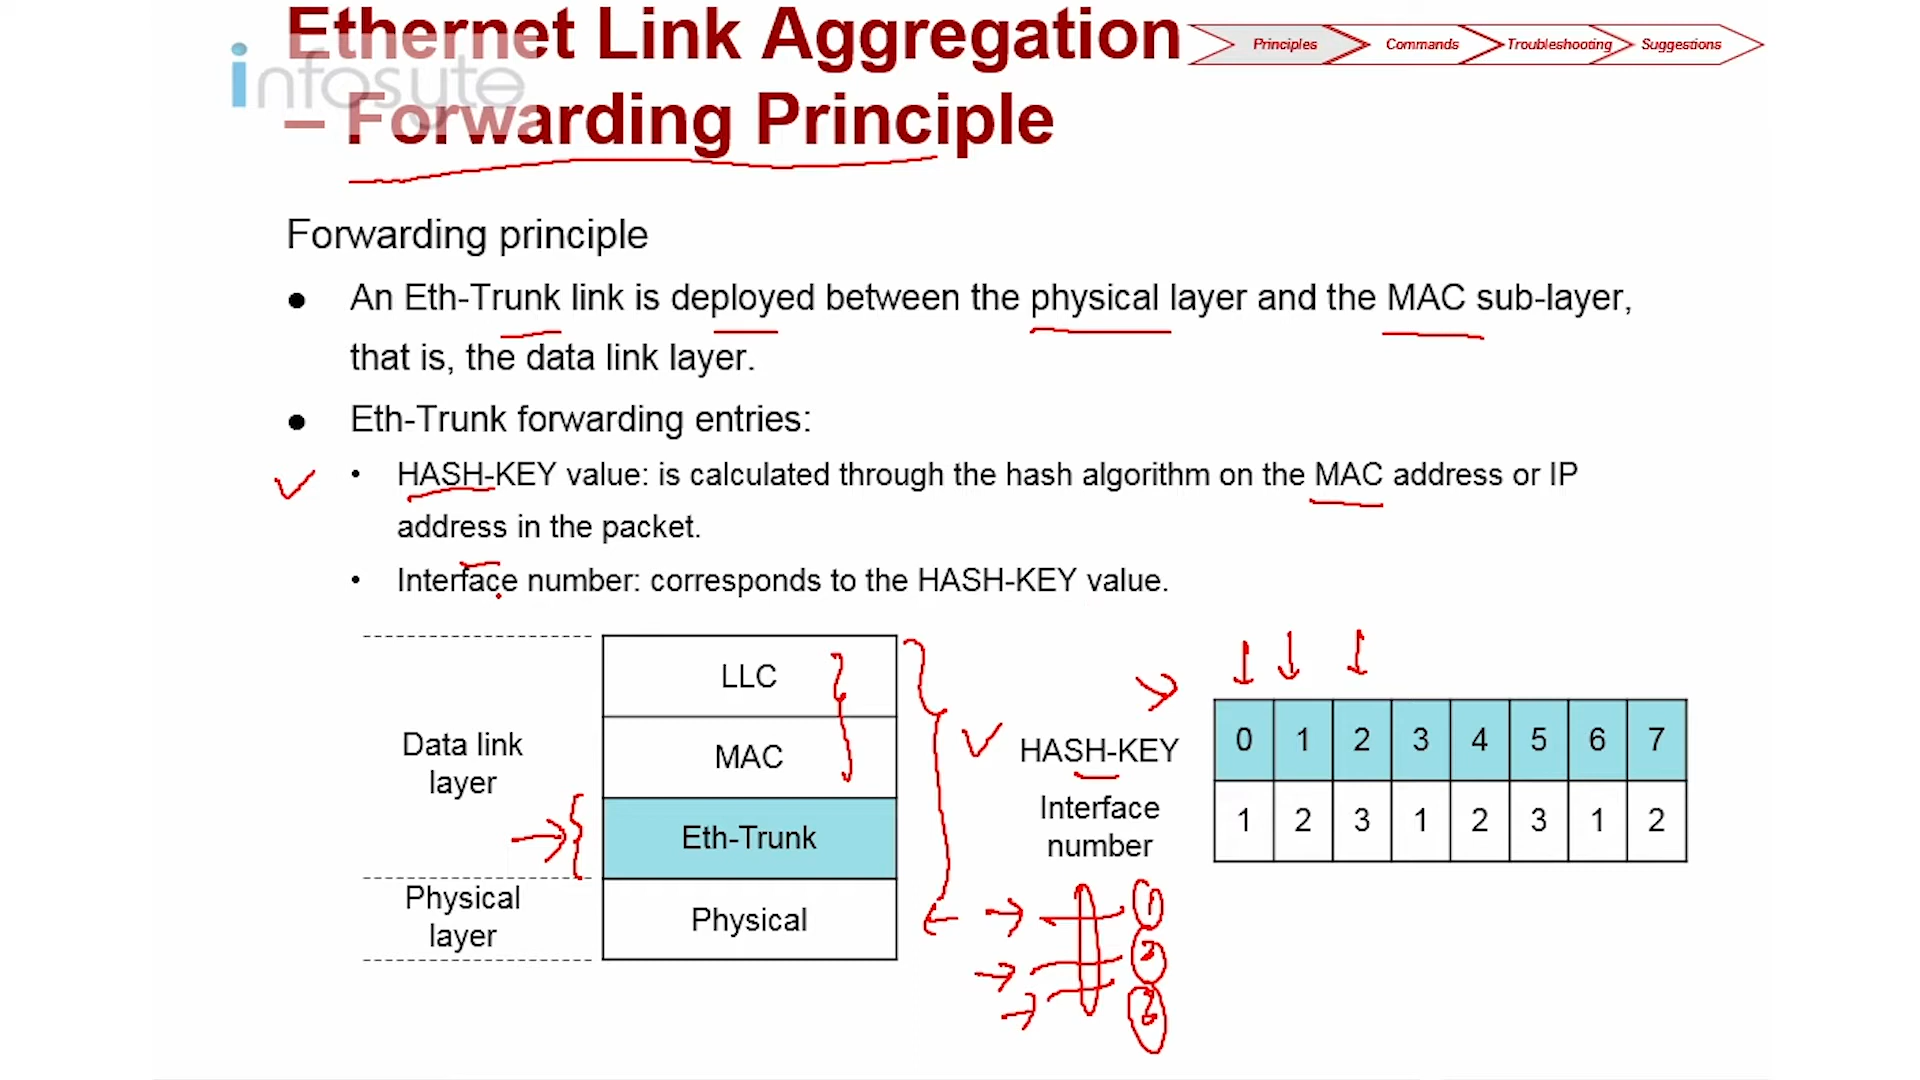 Ethernet Link Aggregation
– Forwarding Principle
infosyte
Principles
Commands
Troubleshooting
Suggestions
Forwarding principle
● An Eth-Trunk link is deployed between the physical layer and the MAC sub-layer,
that is, the data link layer.
● Eth-Trunk forwarding entries:
• HASH-KEY value: is calculated through the hash algorithm on the MAC address or IP
address in the packet.
• Interface number: corresponds to the HASH-KEY value.
Data link
layer
Physical
layer
LLC
MAC
Eth-Trunk
Physical
HASH-KEY
0 1 2 3 4 5 6 7
Interface
number
1 2 3 1 2 3 1 2
1
2